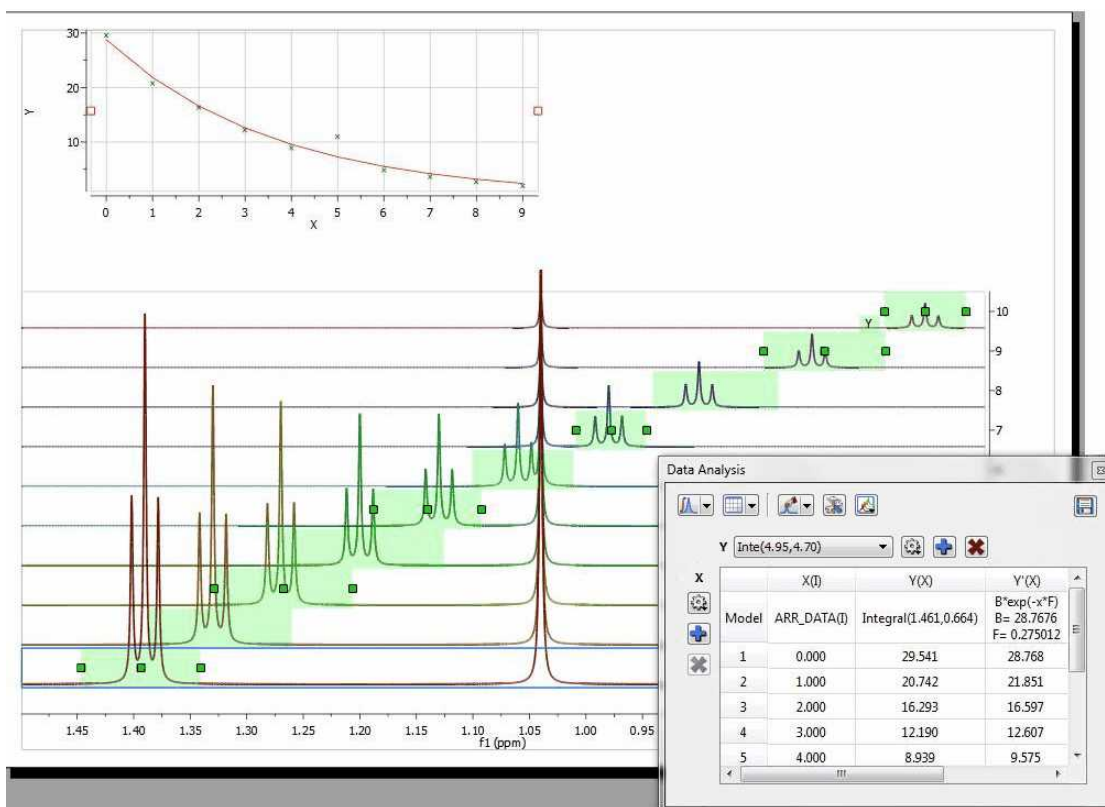 30
20
10
Y
0 1 2 3 4 5 6 7 8 9
X
10
9
8
7
Y
1.45 1.40 1.35 1.30 1.25 1.20 1.15 1.10 1.05 1.00 0.95
f1 (ppm)
Data Analysis
Y Inte(4.95,4.70)
X
X(I) Y(X) Y'(X)
Model ARR_DATA(I) Integral(1.461,0.664) B*exp(-x*F)
B= 28.7676
F= 0.275012
1 0.000 29.541 28.768
2 1.000 20.742 21.851
3 2.000 16.293 16.597
4 3.000 12.190 12.607
5 4.000 8.939 9.575